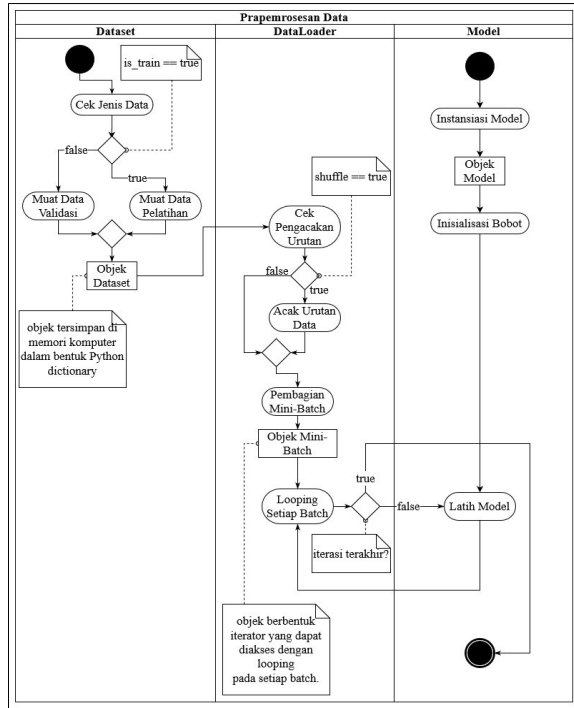 Prapemrosesan Data
Dataset
DataLoader
Model
is_train == true
Cek Jenis Data
false
true
Muat Data
Validasi
Muat Data
Pelatihan
Objek
Dataset
objek tersimpan di
memori komputer
dalam bentuk Python
dictionary
shuffle == true
Cek
Pengacakan
Urutan
false
true
Acak Urutan
Data
Pembagian
Mini-Batch
Objek Mini-
Batch
true
Looping
Setiap Batch
false
iterasi terakhir?
objek berbentuk
iterator yang dapat
diakses dengan
looping
pada setiap batch.
Instansiasi Model
Objek
Model
Inisialisasi Bobot
Latih Model